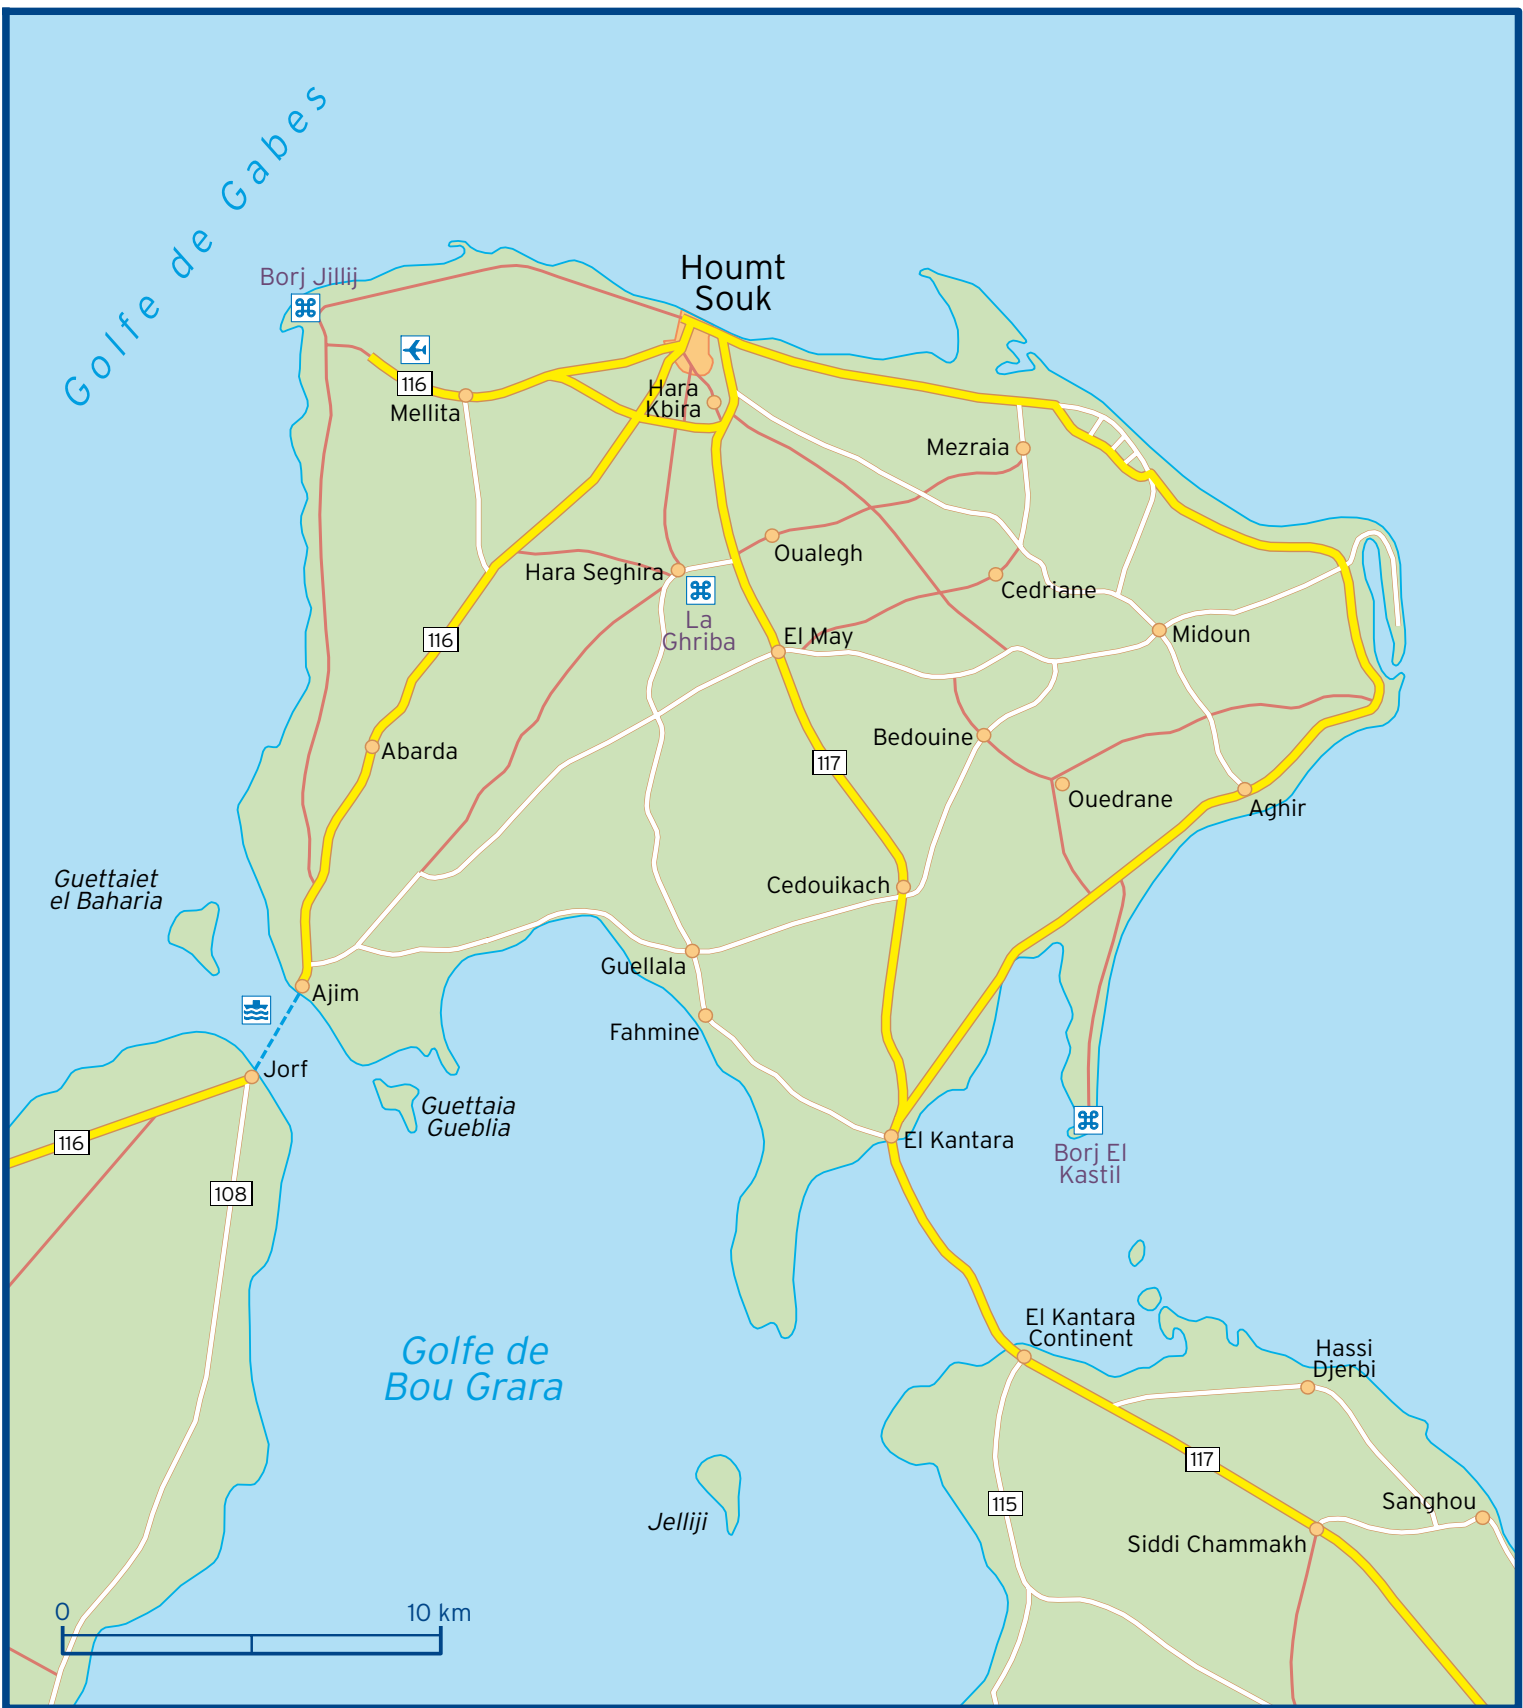 Golfe de Gabes
Borj Jillij
Houmt
Souk
116
Mellita
Hara
Kbira
Mezraia
Oualegh
Hara Seghira
Cedriane
La
Ghriba
El May
Midoun
116
Abarda
Bedouine
117
Ouedrane
Aghir
Cedouikach
Guettaiet
el Baharia
Guellala
Ajim
Fahmine
Jorf
Guettaia
Gueblia
116
El Kantara
Borj El
Kastil
108
El Kantara
Continent
Golfe de
Bou Grara
Hassi
Djerbi
117
115
Sanghou
Jelliji
Siddi Chammakh
0 10 km